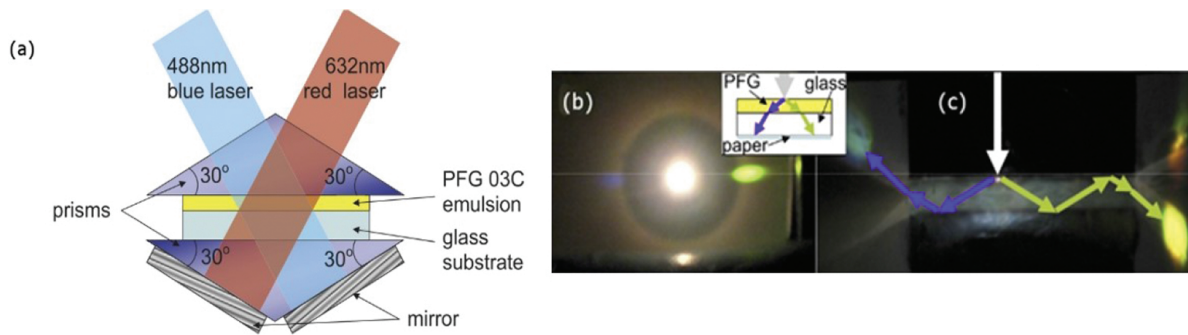 (a)
488nm
blue laser
632nm
red laser
30°
30°
prisms
PFG 03C
emulsion
glass
substrate
30°
30°
mirror
(b)
PFG
glass
paper
(c)